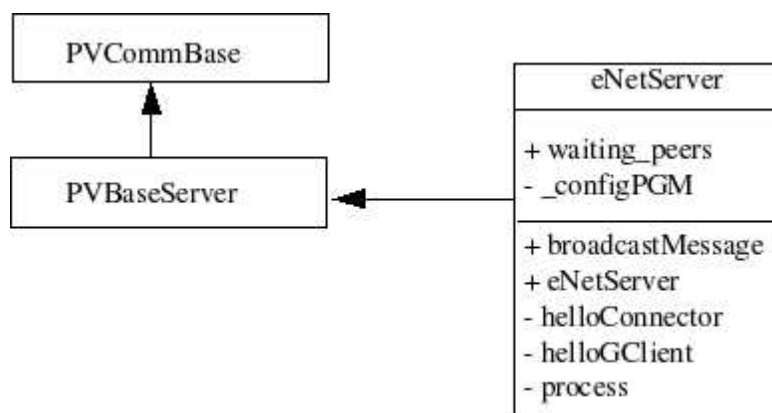 PVCommBase
PVBaseServer
eNetServer
+ waiting_peers
- _configPGM
+ broadcastMessage
+ eNetServer
- helloConnector
- helloGClient
- process